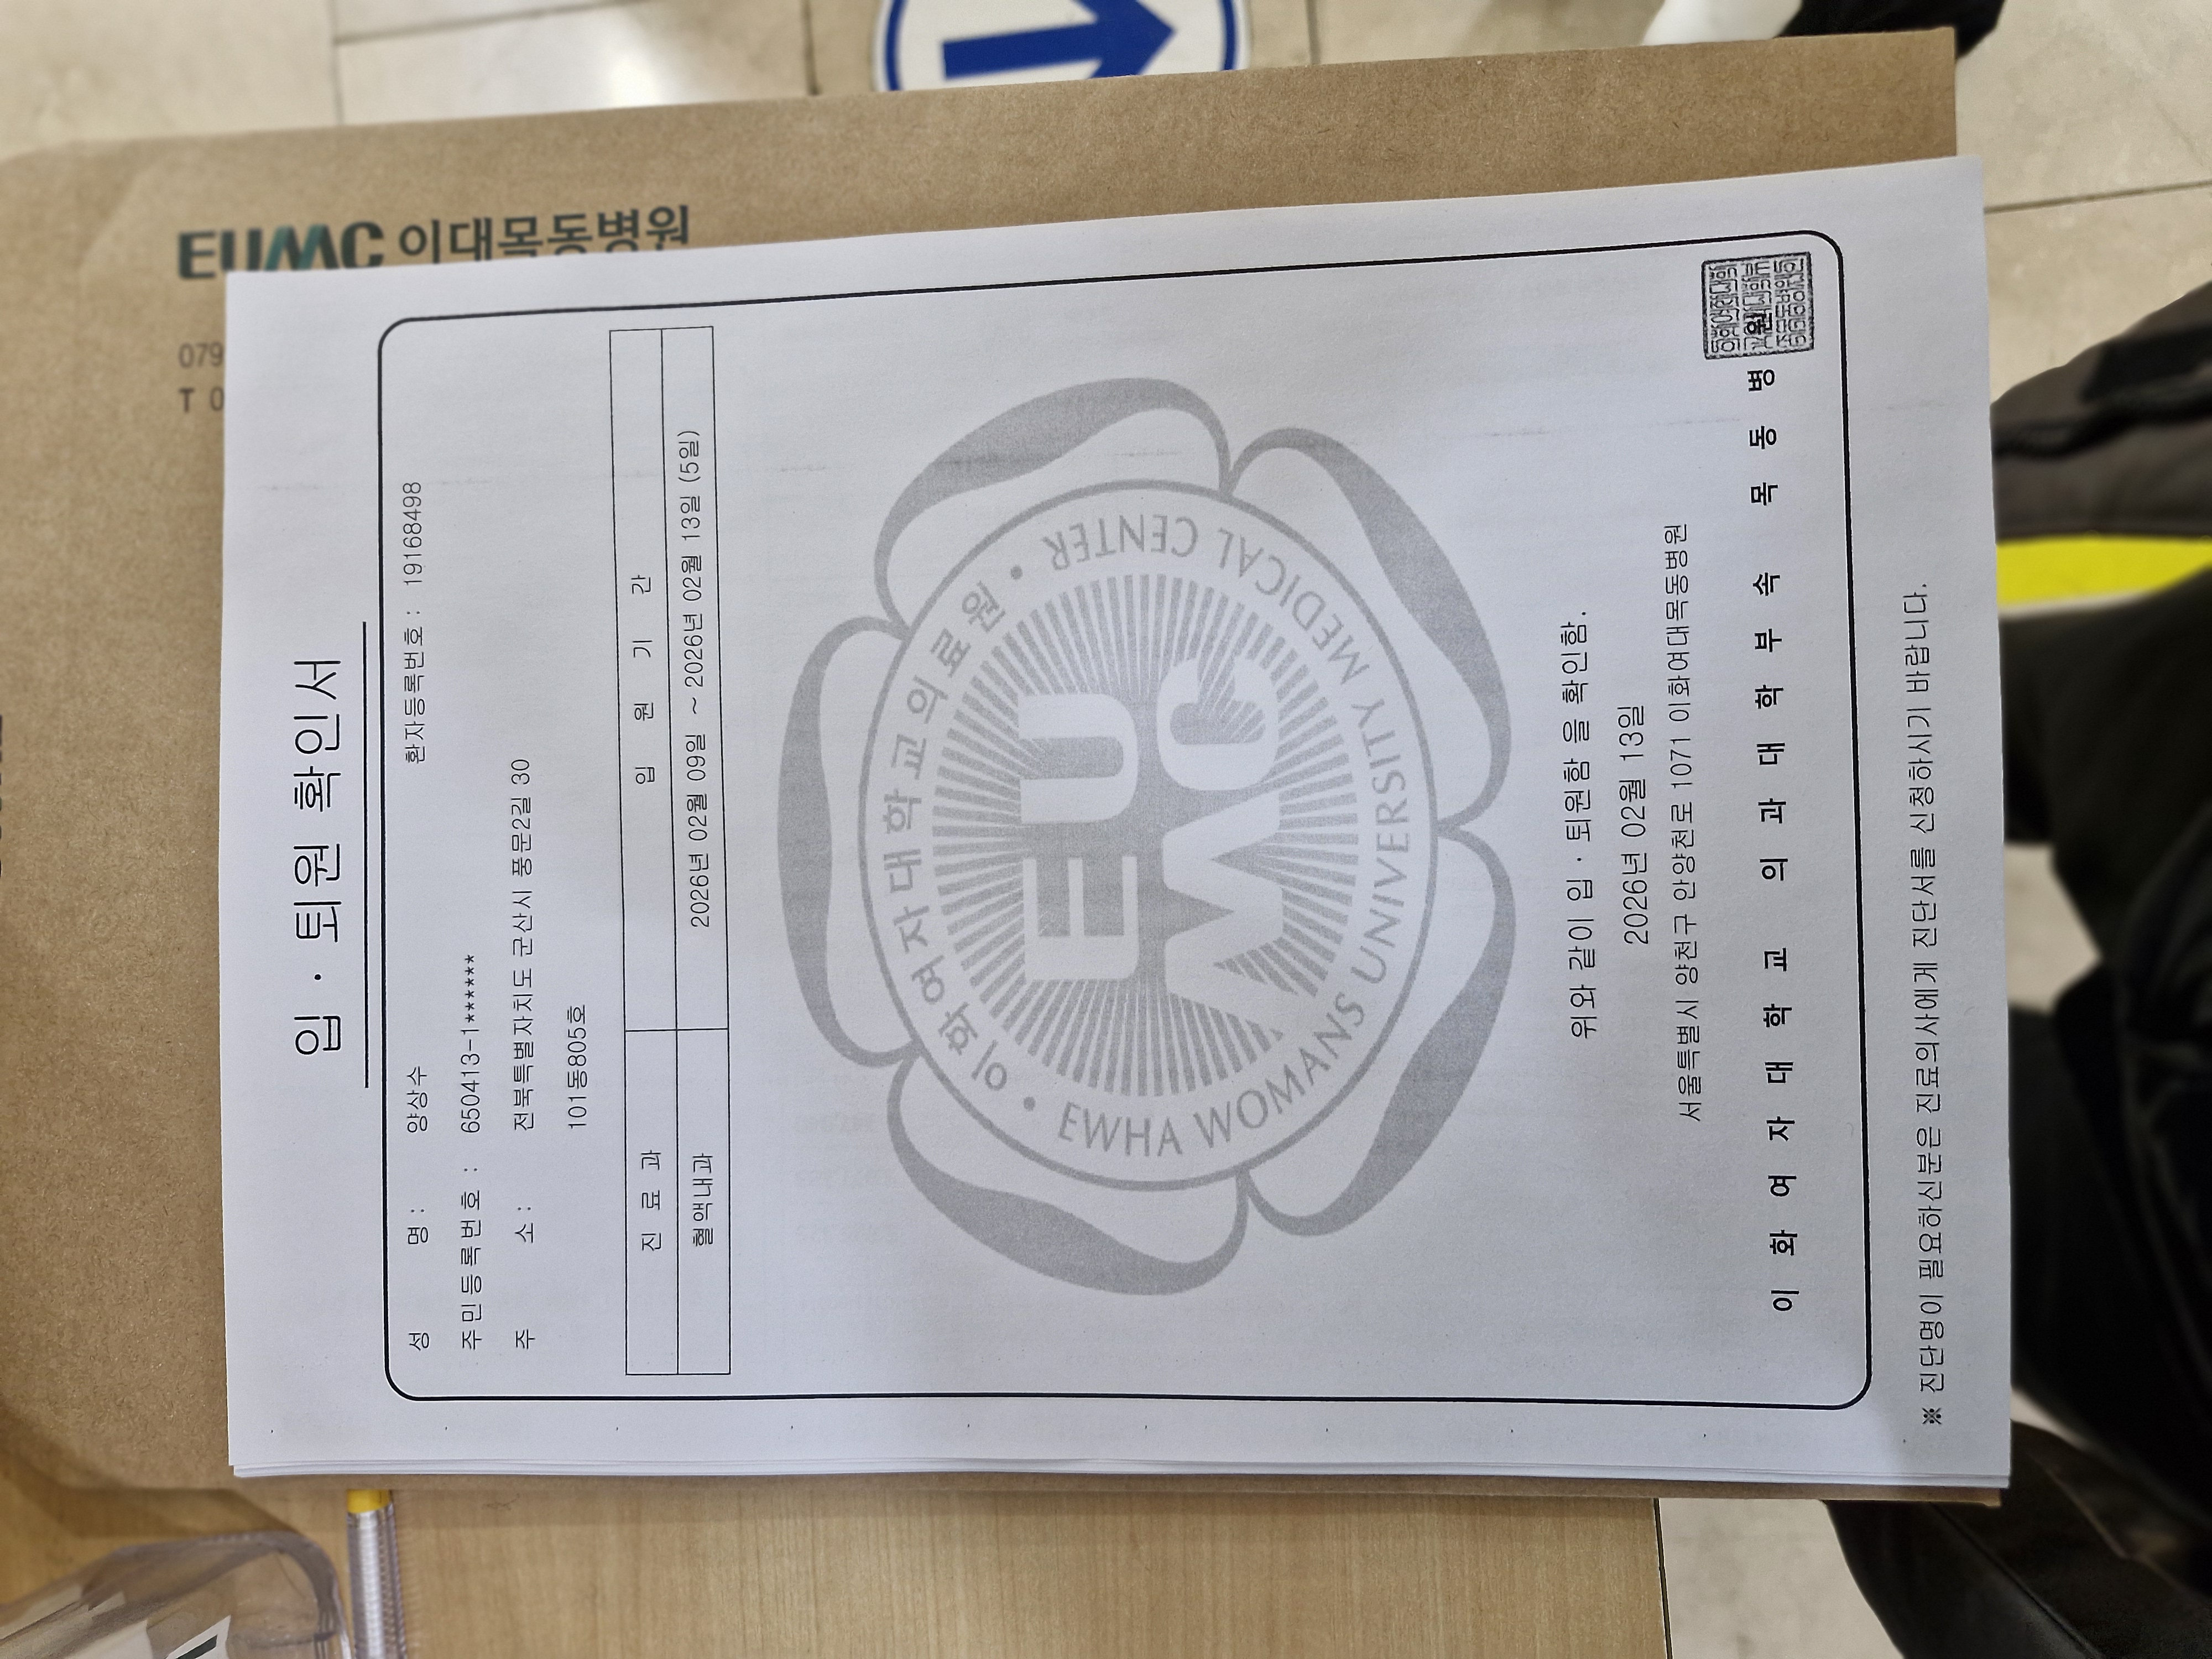 EUMC 이대목동병원
079
T 0
입 · 퇴원 확인서
성 명 : 양상수 환자등록번호 : 19168498
주민등록번호 : 650413-1******
주 소 : 전북특별자치도 군산시 풍문2길 30
101동805호
진 료 과 입 원 기 간
혈액내과 2026년 02월 09일 ~ 2026년 02월 13일 (5일)
이화여자대학교의료원 • EWHA WOMANS UNIVERSITY MEDICAL CENTER •
EU
MC
위와 같이 입 · 퇴원함 을 확인함.
2026년 02월 13일
서울특별시 양천구 안양천로 1071 이화여대목동병원
이 화 여 자 대 학 교 의 과 대 학 부 속 목 동 병 원
※ 진단명이 필요하신분은 진료의사에게 진단서를 신청하시기 바랍니다.